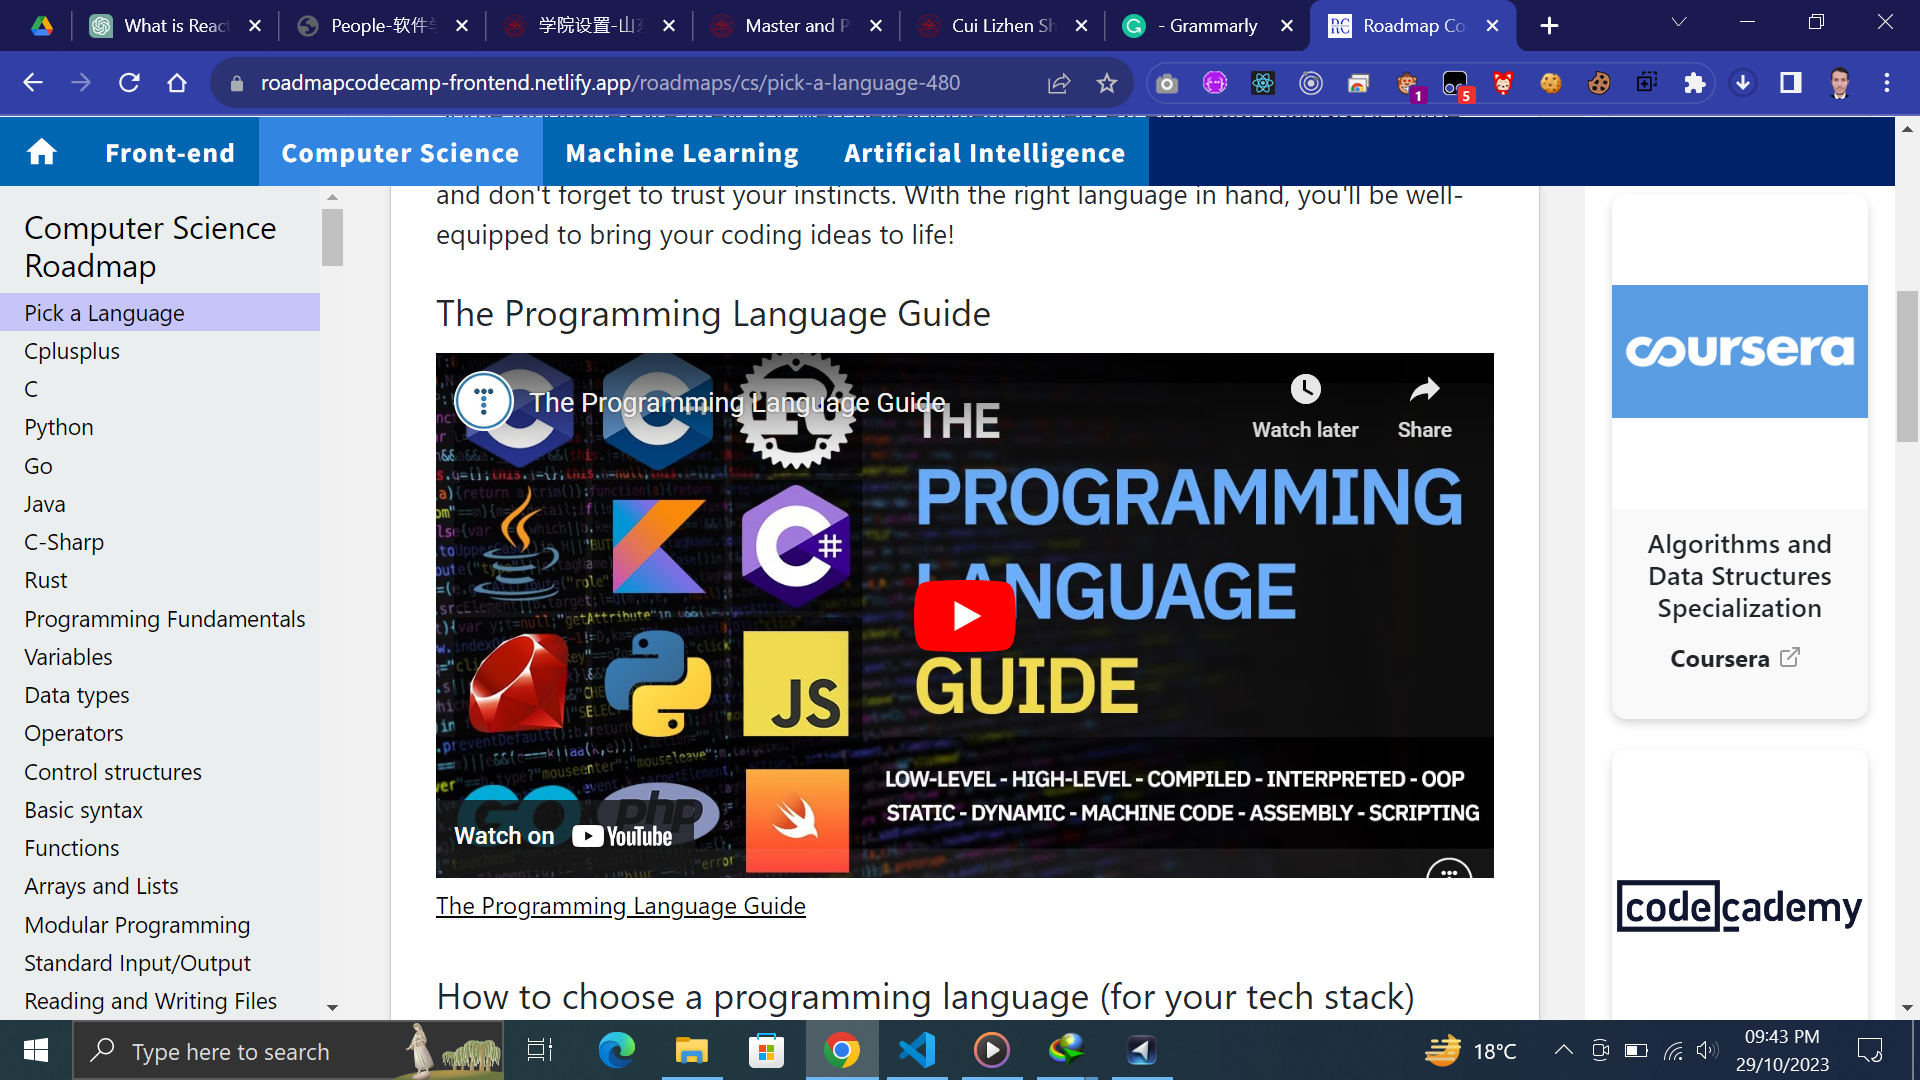 What is Reac
People-软件学
学院设置-山东
Master and P
Cui Lizhen Sh
- Grammarly
Roadmap Co
roadmapcodecamp-frontend.netlify.app/roadmaps/cs/pick-a-language-480
1
5
Front-end
Computer Science
Machine Learning
Artificial Intelligence
Computer Science
Roadmap
Pick a Language
Cplusplus
C
Python
Go
Java
C-Sharp
Rust
Programming Fundamentals
Variables
Data types
Operators
Control structures
Basic syntax
Functions
Arrays and Lists
Modular Programming
Standard Input/Output
Reading and Writing Files
and don't forget to trust your instincts. With the right language in hand, you'll be well-
equipped to bring your coding ideas to life!
The Programming Language Guide
The Programming Language Guide
Watch later
Share
THE
PROGRAMMING
LANGUAGE
GUIDE
LOW-LEVEL - HIGH-LEVEL - COMPILED - INTERPRETED - OOP
STATIC - DYNAMIC - MACHINE CODE - ASSEMBLY - SCRIPTING
C
C++
R
C#
JS
GO
php
Watch on YouTube
The Programming Language Guide
How to choose a programming language (for your tech stack)
coursera
Algorithms and
Data Structures
Specialization
Coursera
codecademy
Type here to search
18°C
09:43 PM
29/10/2023